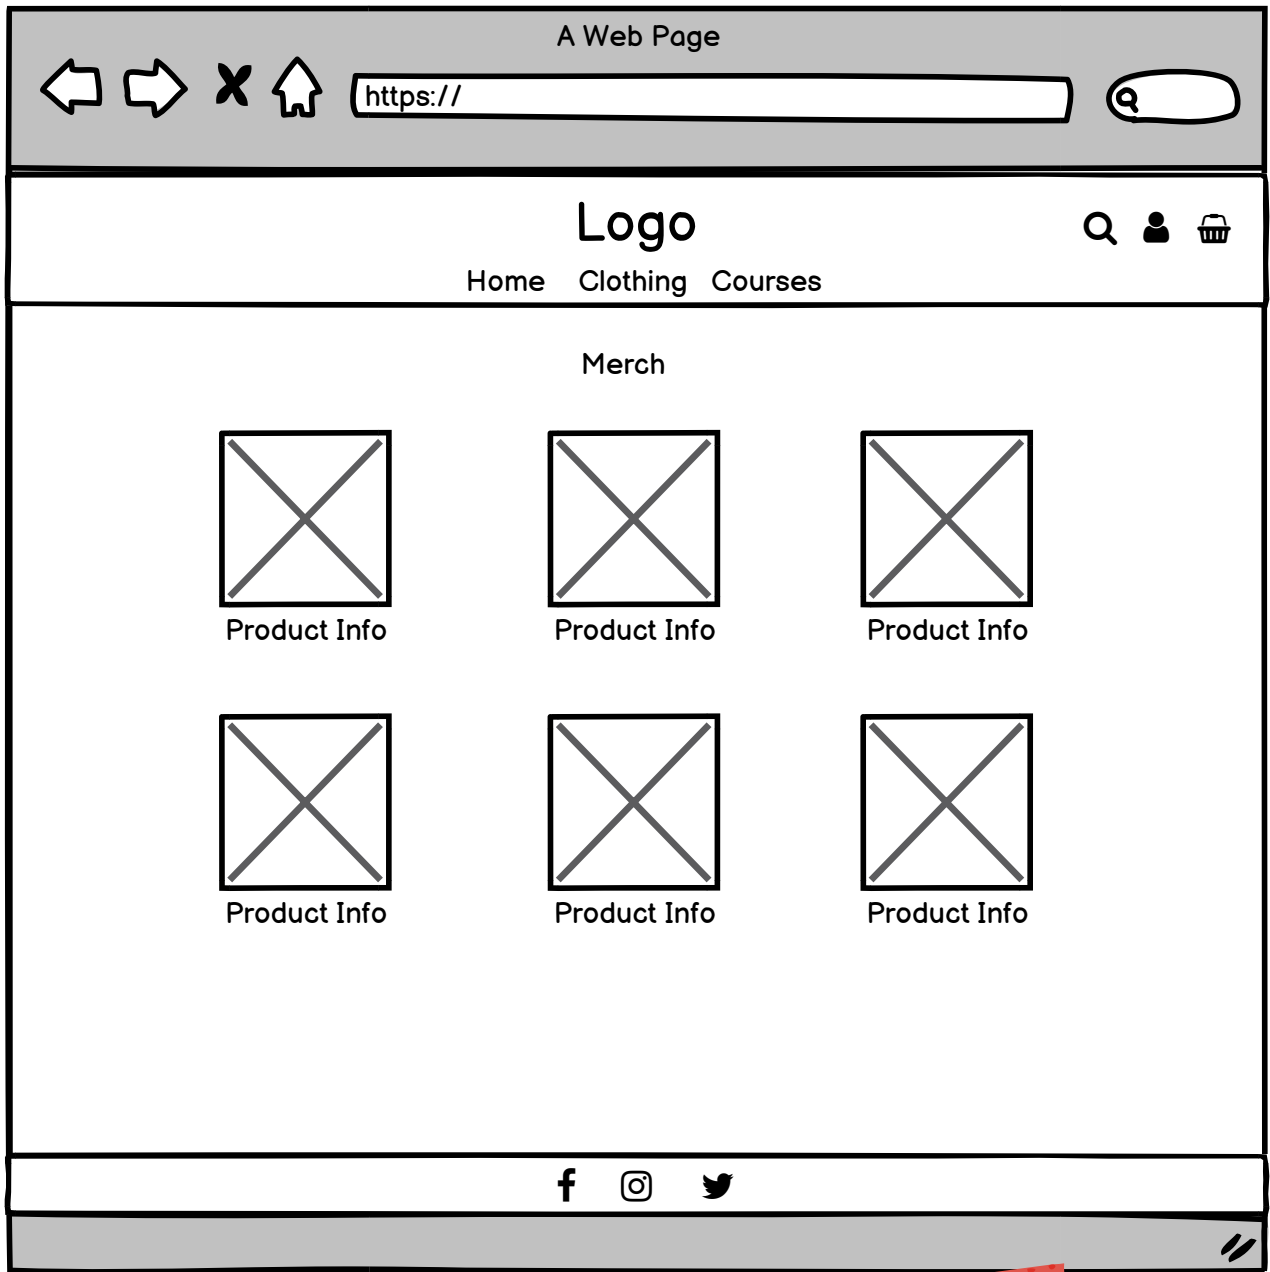 A Web Page
https://
Logo
Home Clothing Courses
Merch
Product Info Product Info Product Info
Product Info Product Info Product Info